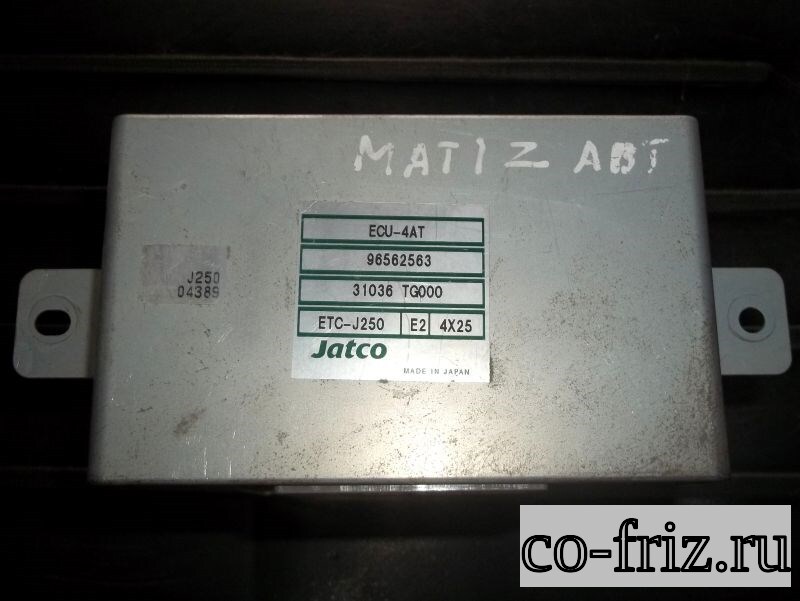 MATIZ АВТ
ECU-4AT
96562563
31036 TG000
ETC-J250 E2 4X25
Jatco
MADE IN JAPAN
J250
04389
co-friz.ru